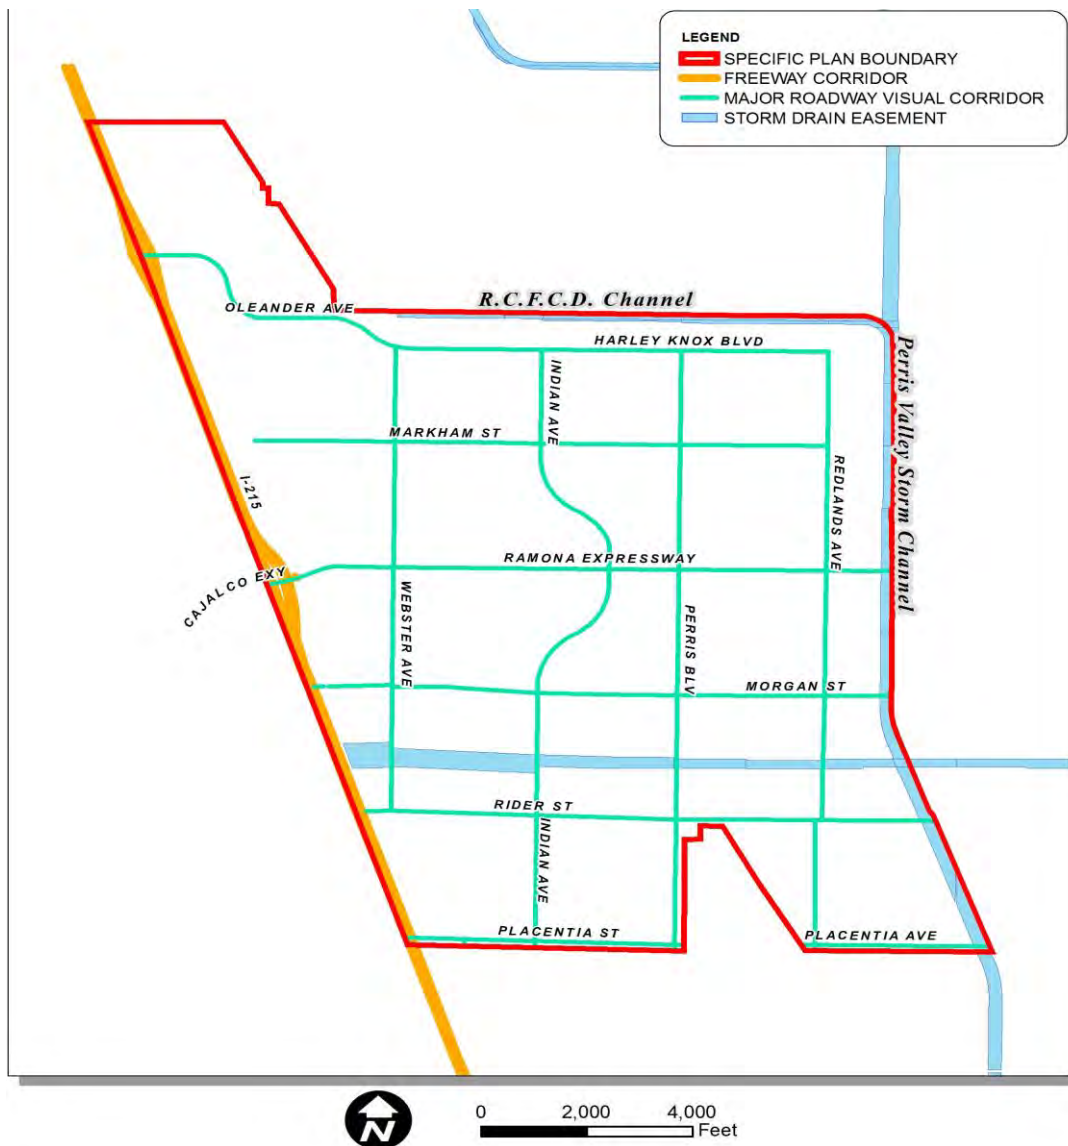 LEGEND
SPECIFIC PLAN BOUNDARY
FREEWAY CORRIDOR
MAJOR ROADWAY VISUAL CORRIDOR
STORM DRAIN EASEMENT
R.C.F.C.D. Channel
OLEANDER AVE
HARLEY KNOX BLVD
INDIAN AVE
Perris Valley Storm Channel
MARKHAM ST
REDLANDS AVE
I-215
RAMONA EXPRESSWAY
CAJALCO EXY
WEBSTER AVE
PERRIS BLV
MORGAN ST
RIDER ST
INDIAN AVE
PLACENTIA ST
PLACENTIA AVE
N
0 2,000 4,000
Feet